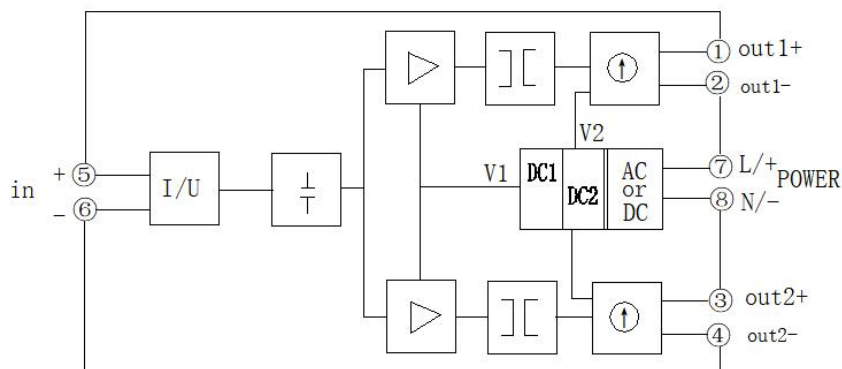 ① out1+
② out1-
V2
in
+ ⑤
- ⑥
I/U
V1
DC1
DC2
AC
or
DC
⑦ L/+
POWER
⑧ N/-
③ out2+
④ out2-